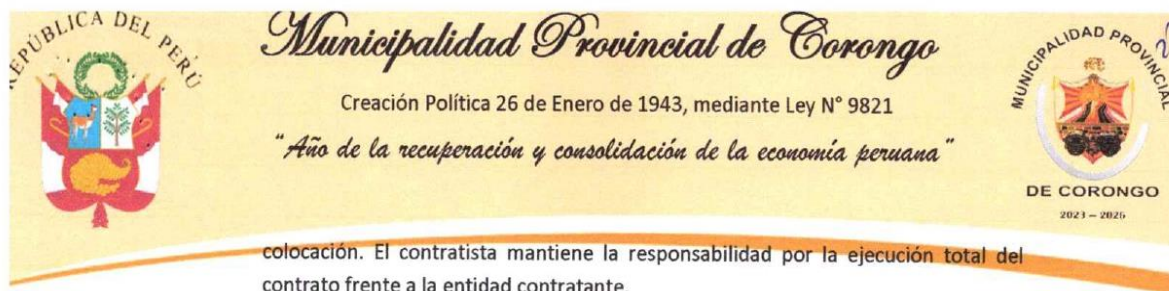 REPÚBLICA DEL PERÚ
Municipalidad Provincial de Corongo
Creación Política 26 de Enero de 1943, mediante Ley N° 9821
"Año de la recuperación y consolidación de la economía peruana"
MUNICIPALIDAD PROVINCIAL
DE CORONGO
2023 – 2026
colocación. El contratista mantiene la responsabilidad por la ejecución total del
contrato frente a la entidad contratante.